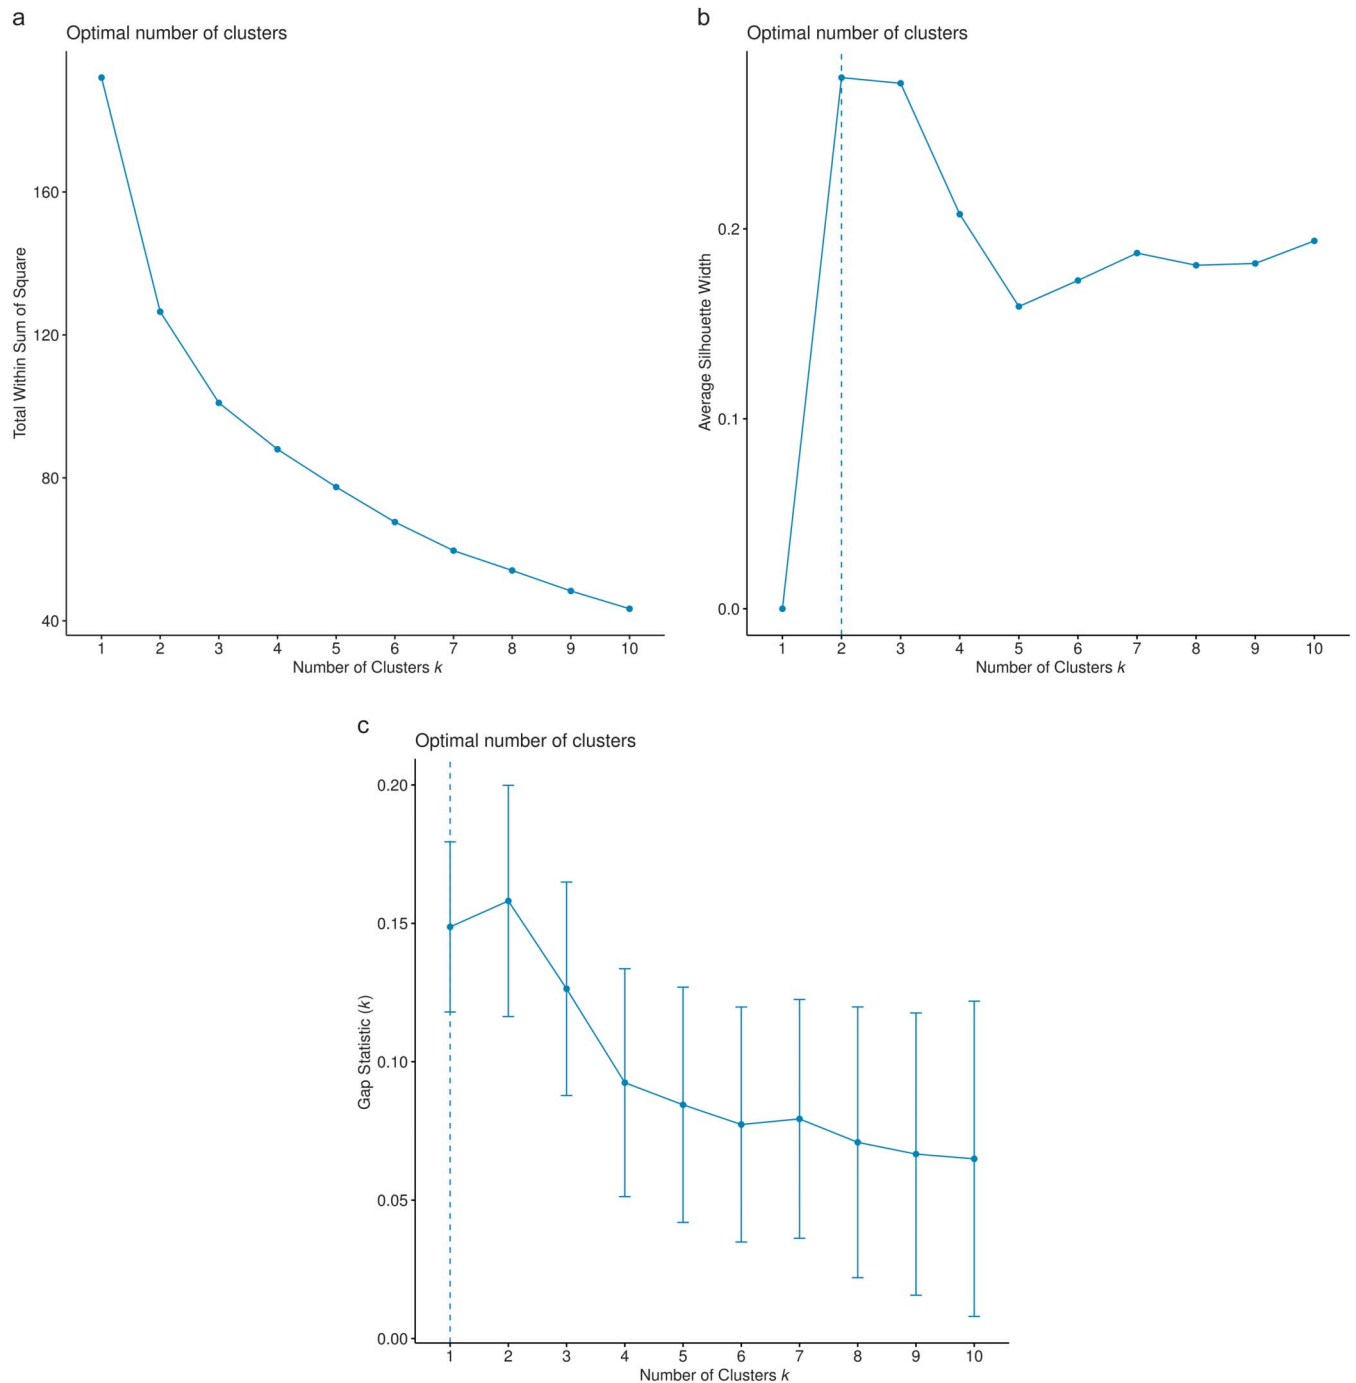 a
Optimal number of clusters
160
120
80
40
Total Within Sum of Square
1 2 3 4 5 6 7 8 9 10
Number of Clusters k
b
Optimal number of clusters
0.2
0.1
0.0
Average Silhouette Width
1 2 3 4 5 6 7 8 9 10
Number of Clusters k
c
Optimal number of clusters
0.20
0.15
0.10
0.05
0.00
Gap Statistic (k)
1 2 3 4 5 6 7 8 9 10
Number of Clusters k